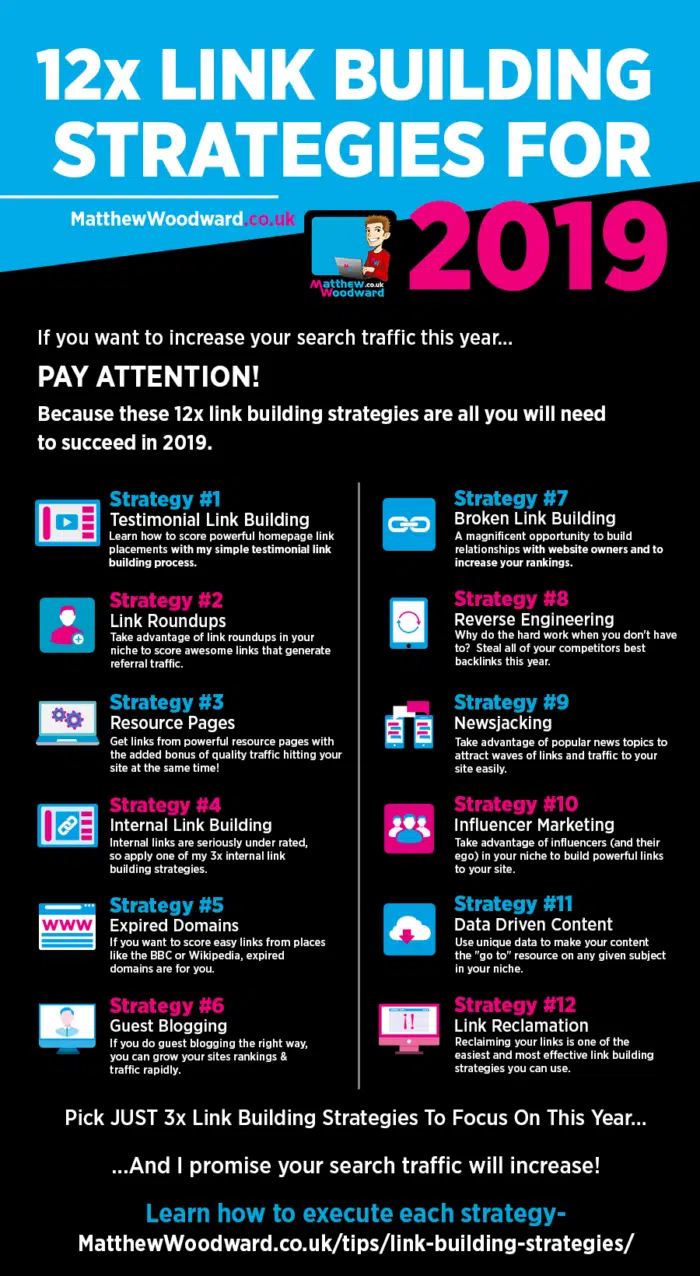 12x LINK BUILDING
STRATEGIES FOR
2019
MatthewWoodward.co.uk
Matthew.co.uk
Woodward
If you want to increase your search traffic this year...
PAY ATTENTION!
Because these 12x link building strategies are all you will need
to succeed in 2019.
Strategy #1
Testimonial Link Building
Learn how to score powerful homepage link
placements with my simple testimonial link
building process.
Strategy #2
Link Roundups
Take advantage of link roundups in your
niche to score awesome links that generate
referral traffic.
Strategy #3
Resource Pages
Get links from powerful resource pages with
the added bonus of quality traffic hitting your
site at the same time!
Strategy #4
Internal Link Building
Internal links are seriously under rated,
so apply one of my 3x internal link
building strategies.
WWW
Strategy #5
Expired Domains
If you want to score easy links from places
like the BBC or Wikipedia, expired
domains are for you.
Strategy #6
Guest Blogging
If you do guest blogging the right way,
you can grow your sites rankings &
traffic rapidly.
Strategy #7
Broken Link Building
A magnificent opportunity to build
relationships with website owners and to
increase your rankings.
Strategy #8
Reverse Engineering
Why do the hard work when you don't have
to? Steal all of your competitors best
backlinks this year.
Strategy #9
Newsjacking
Take advantage of popular news topics to
attract waves of links and traffic to your
site easily.
Strategy #10
Influencer Marketing
Take advantage of influencers (and their
ego) in your niche to build powerful links
to your site.
Strategy #11
Data Driven Content
Use unique data to make your content
the "go to" resource on any given subject
in your niche.
!!
Strategy #12
Link Reclamation
Reclaiming your links is one of the
easiest and most effective link building
strategies you can use.
Pick JUST 3x Link Building Strategies To Focus On This Year...
...And I promise your search traffic will increase!
Learn how to execute each strategy-
MatthewWoodward.co.uk/tips/link-building-strategies/